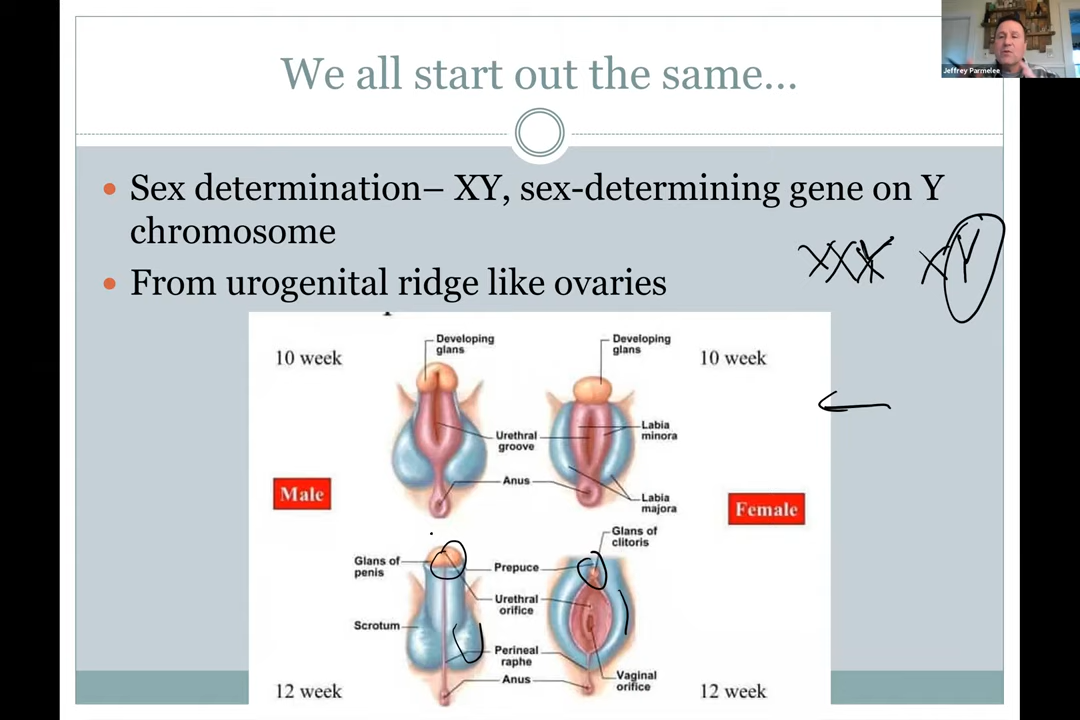 Jeffrey Parmelee
We all start out the same...
• Sex determination– XY, sex-determining gene on Y
chromosome
• From urogenital ridge like ovaries
XY
10 week
Developing
glans
Developing
glans
10 week
Urethral
groove
Labia
minora
Anus
Labia
majora
Male
Female
Glans of
clitoris
Glans of
penis
Prepuce
Urethral
orifice
Scrotum
Perineal
raphe
Anus
Vaginal
orifice
12 week
12 week